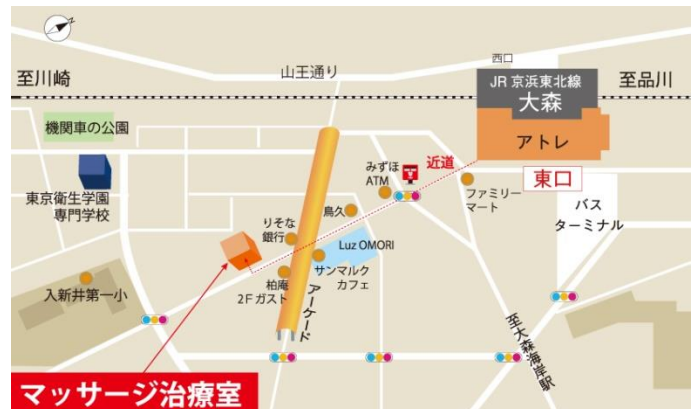 西口
山王通り
至川崎
JR 京浜東北線
大森
至品川
アトレ
機関車の公園
みずほ
ATM
近道
東口
ファミリー
マート
バス
ターミナル
東京衛生学園
専門学校
鳥久
りそな
銀行
Luz OMORI
サンマルク
カフェ
柏庵
2Fガスト
アーケード
入新井第一小
至大森海岸駅
マッサージ治療室